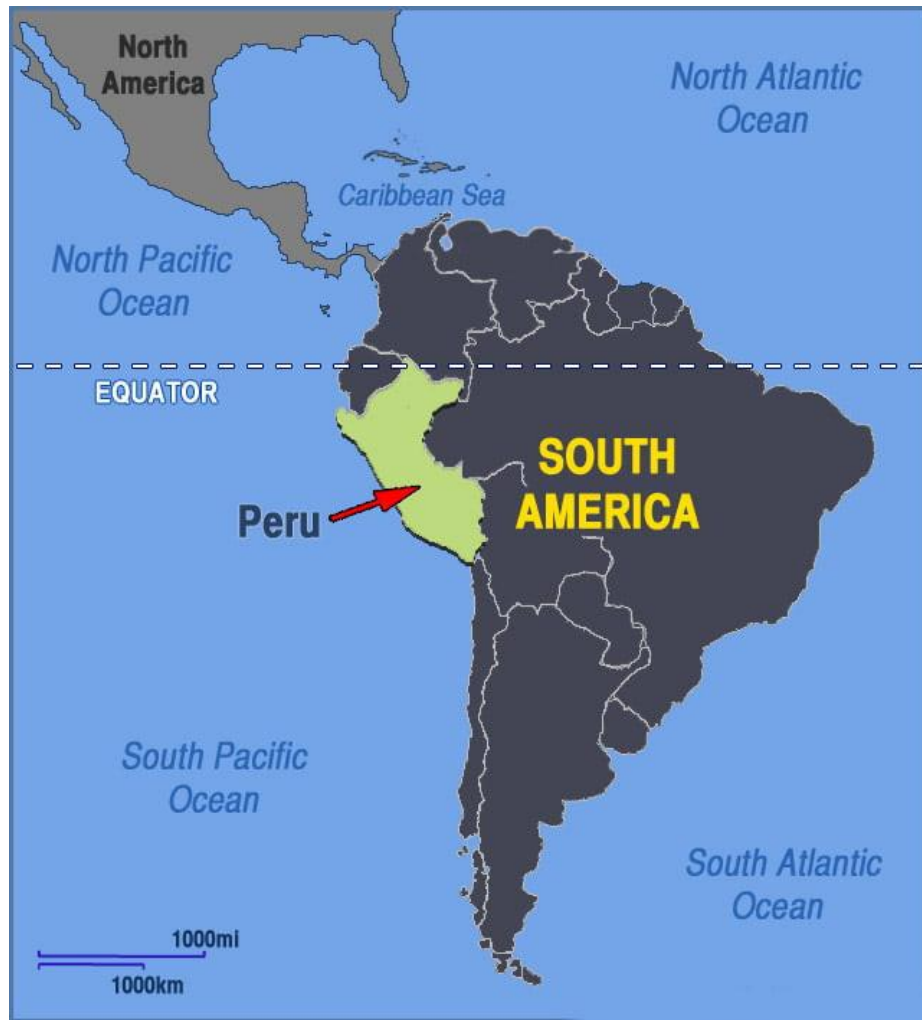 North
America
North Atlantic
Ocean
Caribbean Sea
North Pacific
Ocean
EQUATOR
SOUTH
AMERICA
Peru
South Pacific
Ocean
South Atlantic
Ocean
1000mi
1000km